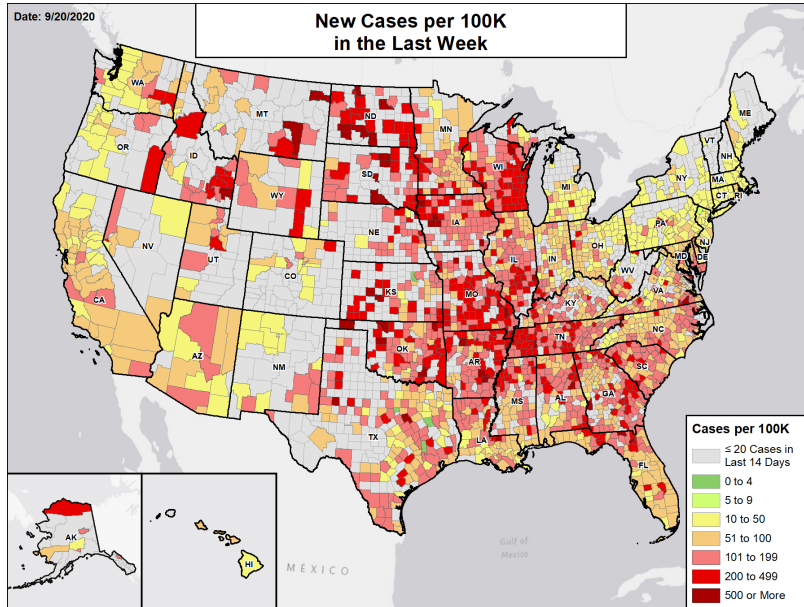 Date: 9/20/2020
New Cases per 100K
in the Last Week
WA
OR
CA
NV
ID
MT
WY
UT
AZ
CO
NM
ND
SD
NE
KS
OK
TX
MN
IA
MO
AR
LA
WI
IL
MI
IN
OH
KY
TN
MS
AL
GA
FL
SC
NC
VA
WV
PA
NY
VT
NH
ME
MA
CT
RI
NJ
DE
MD
AK
HI
MÉXICO
Gulf of
Mexico
Cases per 100K
≤ 20 Cases in
Last 14 Days
0 to 4
5 to 9
10 to 50
51 to 100
101 to 199
200 to 499
500 or More